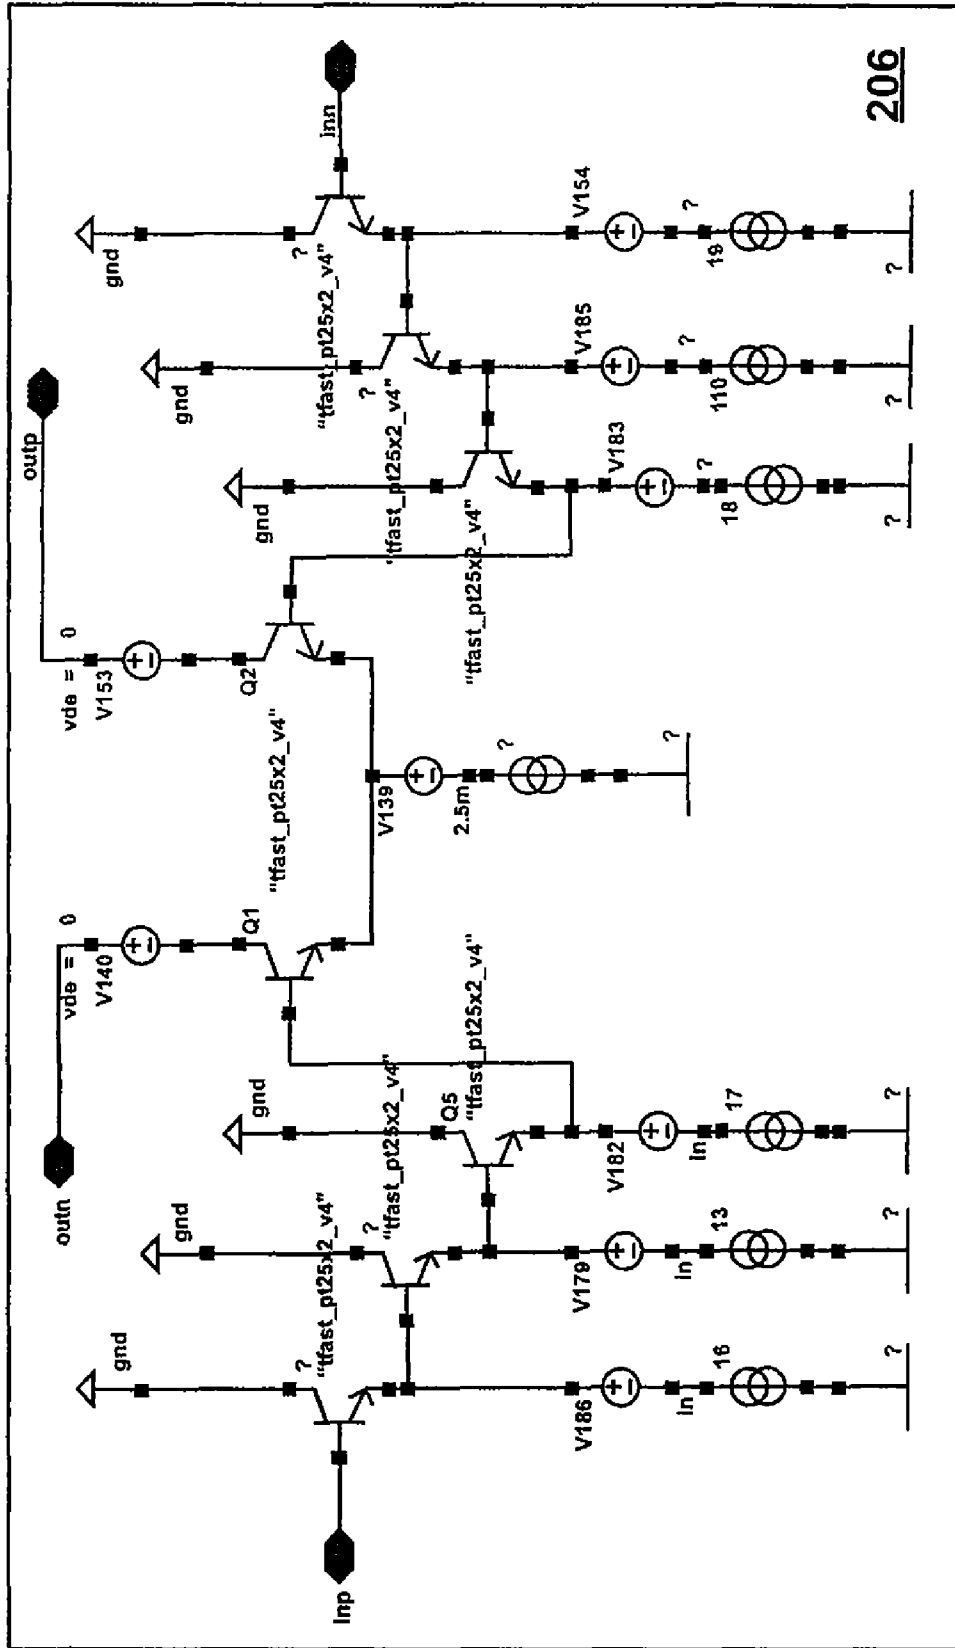 206
outn
outp
vde = 0
vde = 0
V140
V153
gnd
gnd
gnd
gnd
gnd
gnd
Inp
inn
Q1
Q2
Q5
?
?
?
?
"tfast_pt25x2_v4"
"tfast_pt25x2_v4"
"tfast_pt25x2_v4"
"tfast_pt25x2_v4"
"tfast_pt25x2_v4"
"tfast_pt25x2_v4"
"tfast_pt25x2_v4"
"tfast_pt25x2_v4"
V139
2.5m
?
?
V186
V179
V182
V183
V185
V154
In
In
In
?
?
?
16
13
17
18
110
19
?
?
?
?
?
?